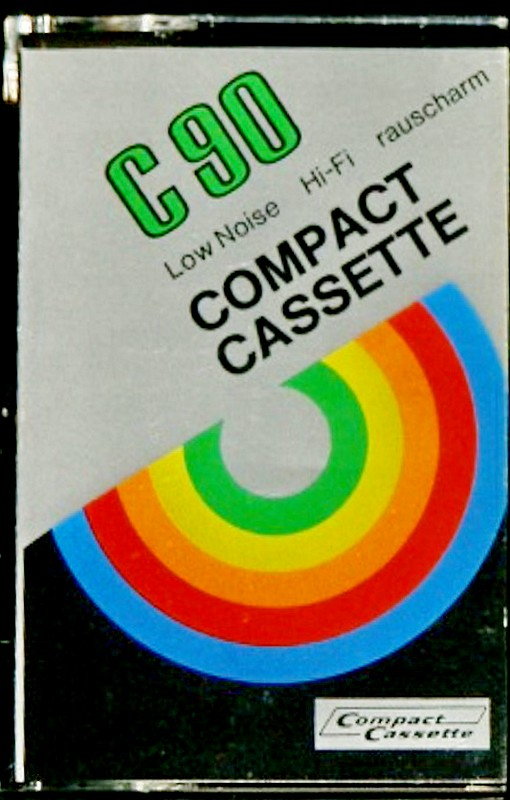 C 90
Low Noise Hi-Fi rauscharm
COMPACT
CASSETTE
Compact
Cassette